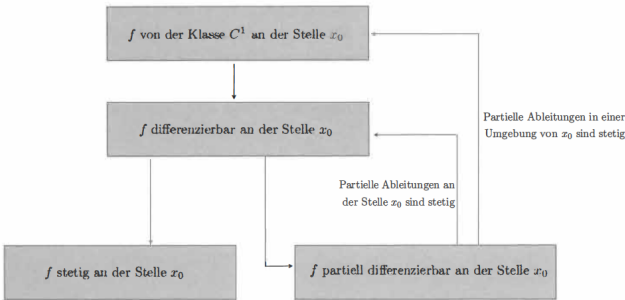 f von der Klasse C¹ an der Stelle x₀
f differenzierbar an der Stelle x₀
Partielle Ableitungen in einer
Umgebung von x₀ sind stetig
Partielle Ableitungen an
der Stelle x₀ sind stetig
f stetig an der Stelle x₀
f partiell differenzierbar an der Stelle x₀